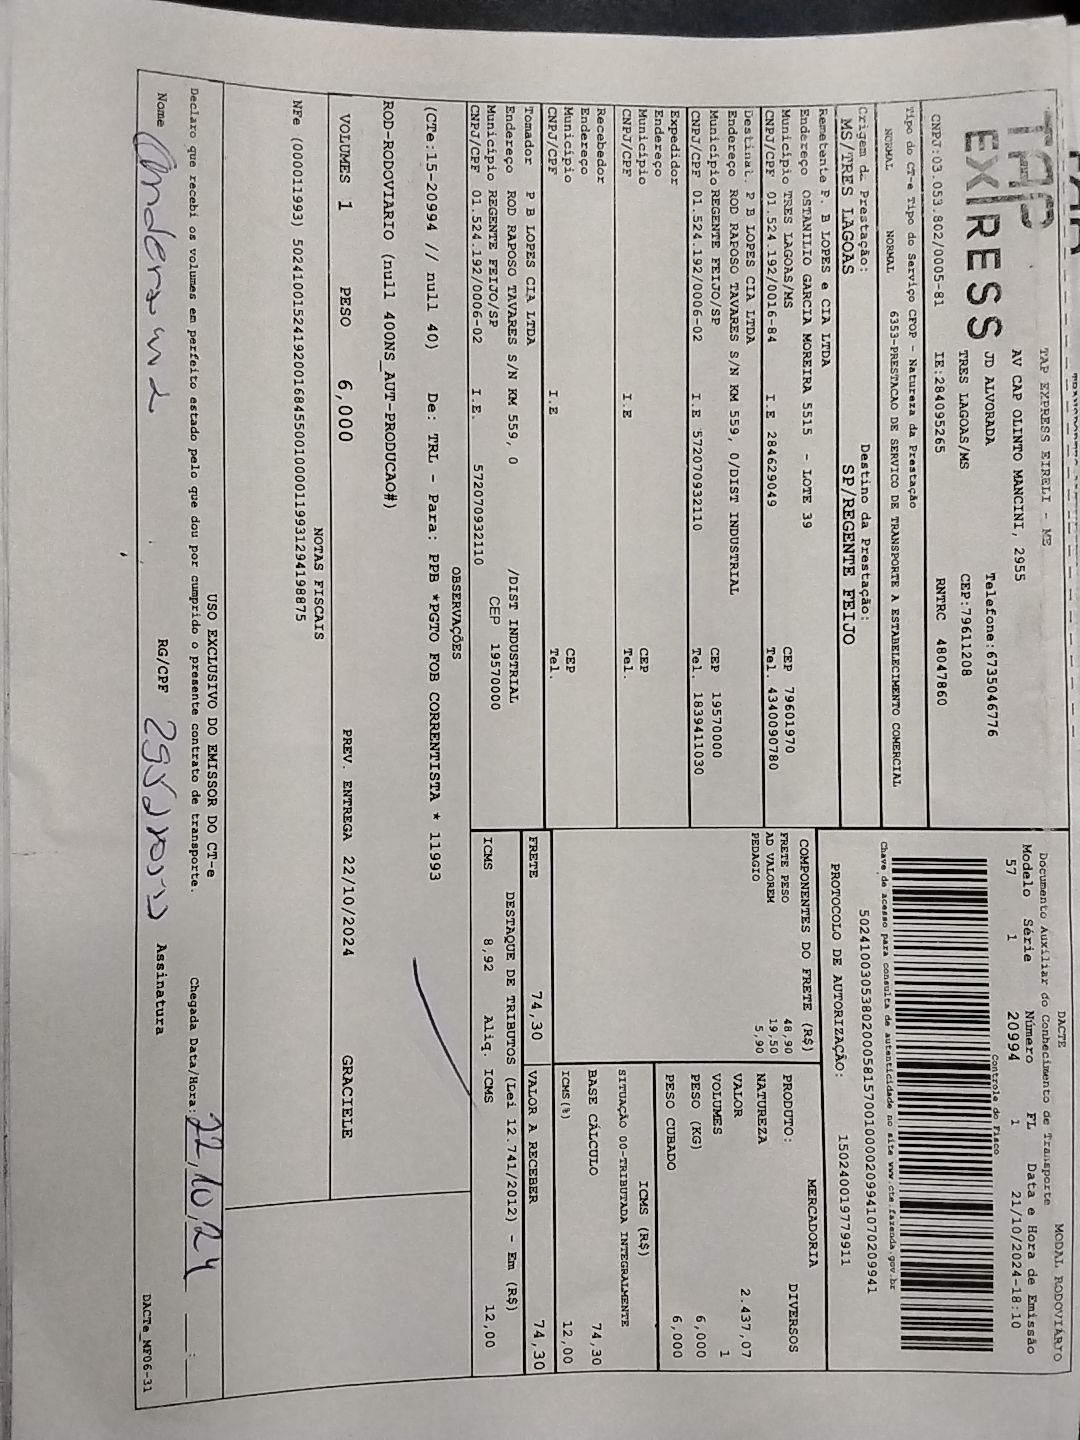 TAP
EX|RESS
TAP EXPRESS EIRELI - ME
AV CAP OLINTO MANCINI, 2955
JD ALVORADA Telefone:6735046776
TRES LAGOAS/MS CEP:79611208
CNPJ:03.053.802/0005-81 IE:284095265 RNTRC 48047860
DACTE MODAL RODOVIÁRIO
Documento Auxiliar do Conhecimento de Transporte
Modelo Série Número FL Data e Hora de Emissão
57 1 20994 1 21/10/2024-18:10
Controle do Fisco
Chave de acesso para consulta de autenticidade no site www.cte.fazenda.gov.br
50241003053802000581570010000209941070209941
PROTOCOLO DE AUTORIZAÇÃO: 150240019779911
Tipo do CT-e Tipo do Serviço CFOP - Natureza da Prestação
NORMAL NORMAL 6353-PRESTACAO DE SERVICO DE TRANSPORTE A ESTABELECIMENTO COMERCIAL
Origem da Prestação: Destino da Prestação:
MS/TRES LAGOAS SP/REGENTE FEIJO
Remetente P. B LOPES e CIA LTDA
Endereço OSTANILIO GARCIA MOREIRA 5515 - LOTE 39
Município TRES LAGOAS/MS CEP 79601970
CNPJ/CPF 01.524.192/0016-84 I.E 284629049 Tel. 4340090780
Destinat. P B LOPES CIA LTDA
Endereço ROD RAPOSO TAVARES S/N KM 559, 0/DIST INDUSTRIAL
Município REGENTE FEIJO/SP CEP 19570000
CNPJ/CPF 01.524.192/0006-02 I.E 572070932110 Tel. 1839411030
Expedidor
Endereço
Município CEP
CNPJ/CPF I.E Tel.
Recebedor
Endereço
Município CEP
CNPJ/CPF I.E Tel.
Tomador P B LOPES CIA LTDA
Endereço ROD RAPOSO TAVARES S/N KM 559, 0 /DIST INDUSTRIAL
Município REGENTE FEIJO/SP CEP 19570000
CNPJ/CPF 01.524.192/0006-02 I.E. 572070932110
COMPONENTES DO FRETE (R$)
FRETE PESO 48,90
AD VALOREM 19,50
PEDAGIO 5,90
PRODUTO: MERCADORIA
NATUREZA DIVERSOS
VALOR 2.437,07
VOLUMES 1
PESO (KG) 6,000
PESO CUBADO 6,000
ICMS (R$)
SITUAÇÃO 00-TRIBUTADA INTEGRALMENTE
BASE CÁLCULO 74,30
ICMS(%) 12,00
FRETE 74,30 VALOR A RECEBER 74,30
DESTAQUE DE TRIBUTOS (Lei 12.741/2012) - Em (R$)
ICMS 8,92 Aliq. ICMS 12,00
OBSERVAÇÕES
(CTe:15-20994 // null 40) De: TRL - Para: PPB *PGTO FOB CORRENTISTA * 11993
ROD-RODOVIARIO (null 400NS_AUT-PRODUCAO#)
VOLUMES 1 PESO 6,000 PREV. ENTREGA 22/10/2024 GRACIELE
NOTAS FISCAIS
NFe (000011993) 50241001524192001684550010000119931294198875
USO EXCLUSIVO DO EMISSOR DO CT-e
Declaro que recebi os volumes em perfeito estado pelo que dou por cumprido o presente contrato de transporte. Chegada Data/Hora: 22,10,24 :
Nome RG/CPF Assinatura
DACTe_MF06-31